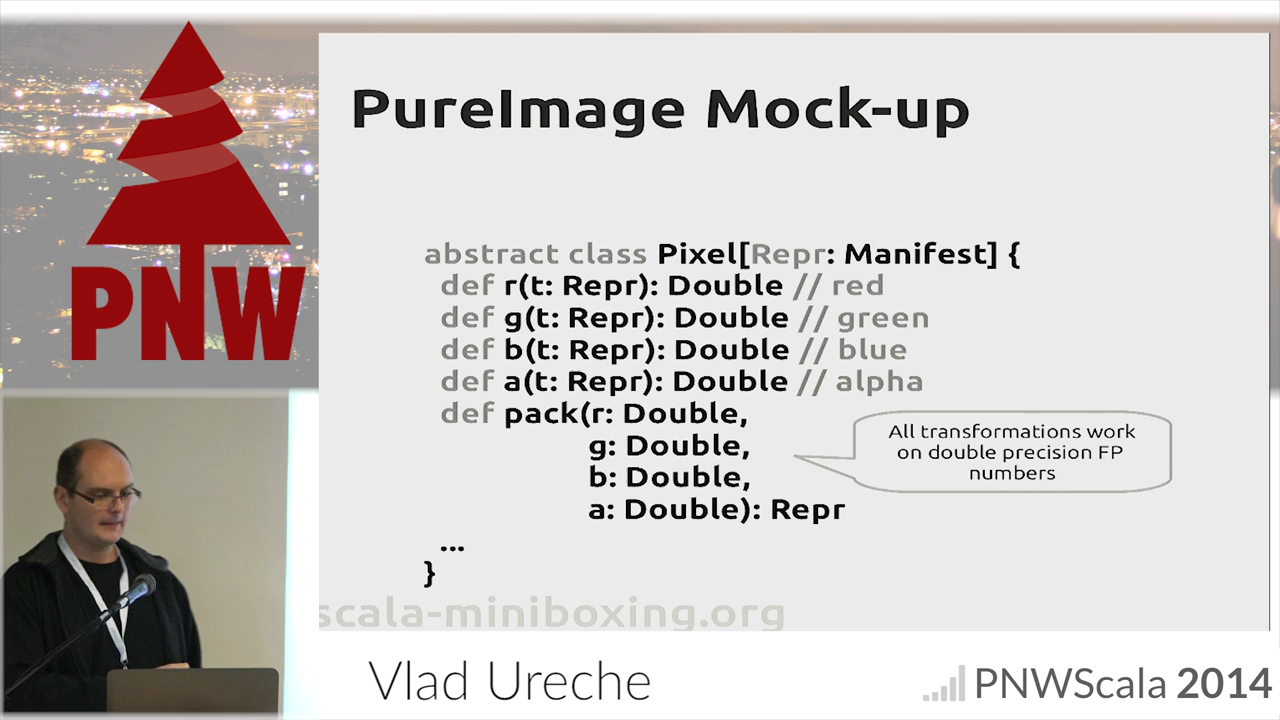 PNW
PureImage Mock-up
abstract class Pixel[Repr: Manifest] {
def r(t: Repr): Double // red
def g(t: Repr): Double // green
def b(t: Repr): Double // blue
def a(t: Repr): Double // alpha
def pack(r: Double,
g: Double,
b: Double,
a: Double): Repr
...
}
All transformations work
on double precision FP
numbers
scala-miniboxing.org
Vlad Ureche
PNWScala 2014